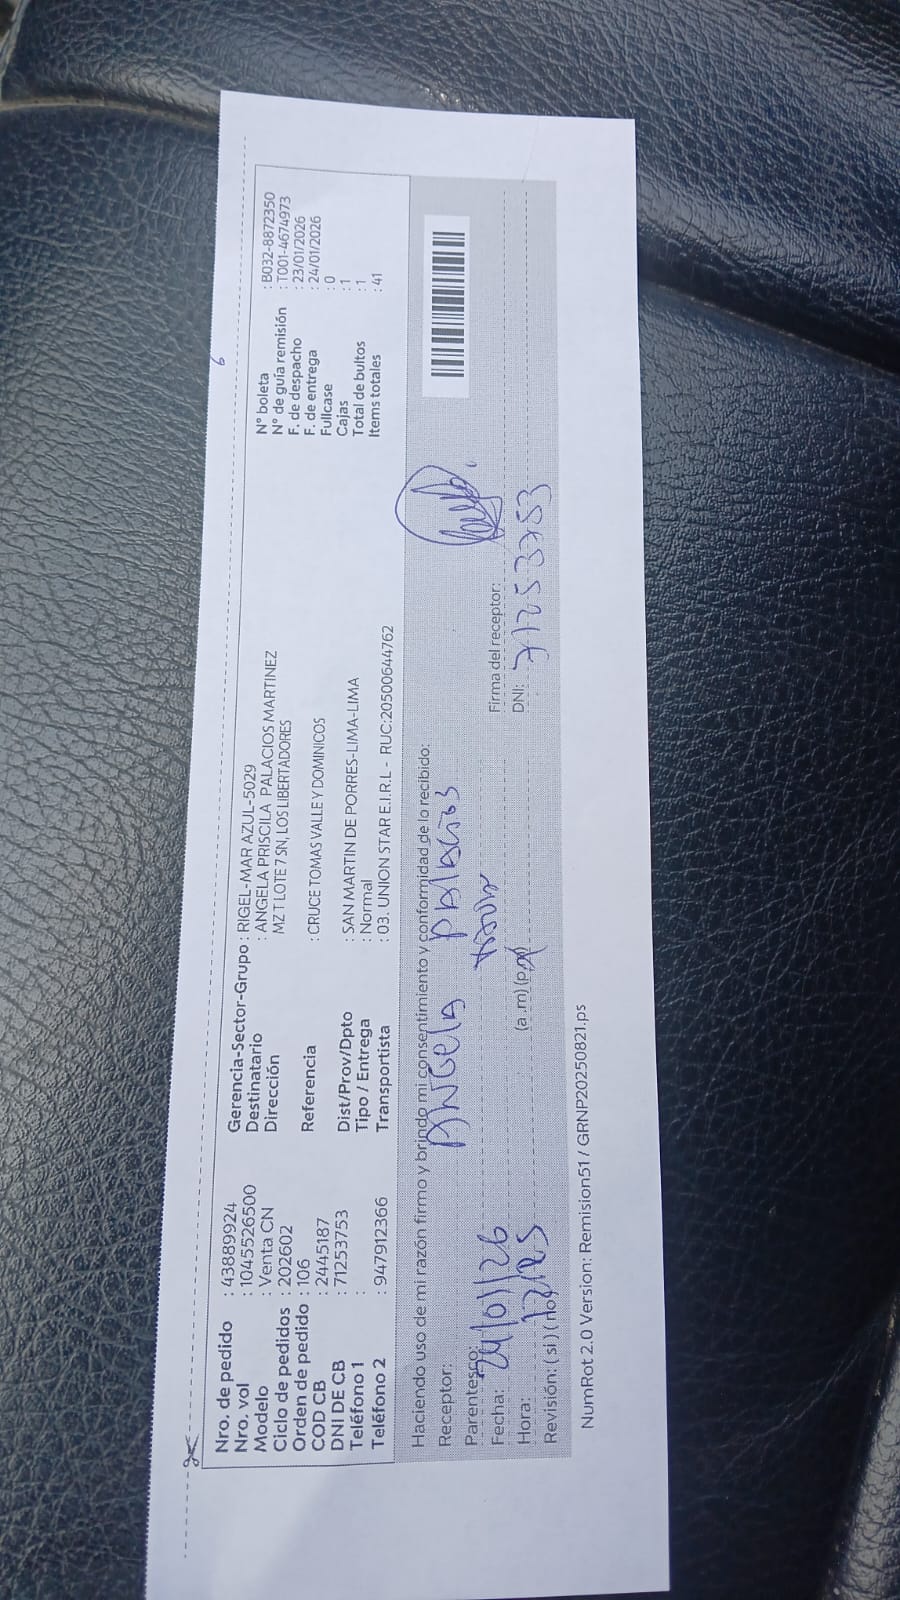 6
Nro. de pedido : 43889924
Nro. vol : 1045526500
Modelo : Venta CN
Ciclo de pedidos : 202602
Orden de pedido : 106
COD CB : 2445187
DNI DE CB : 71253753
Teléfono 1 :
Teléfono 2 : 947912366
Gerencia-Sector-Grupo : RIGEL-MAR AZUL-5029
Destinatario : ANGELA PRISCILA PALACIOS MARTINEZ
Dirección MZ T LOTE 7 SN, LOS LIBERTADORES
Referencia : CRUCE TOMAS VALLE Y DOMINICOS
Dist/Prov/Dpto : SAN MARTIN DE PORRES-LIMA-LIMA
Tipo / Entrega : Normal
Transportista : 03. UNION STAR E.I.R.L - RUC:20500644762
N° boleta : B032-8872350
N° de guía remisión : T001-4674973
F. de despacho : 23/01/2026
F. de entrega : 24/01/2026
Fullcase : 0
Cajas : 1
Total de bultos : 1
Items totales : 41
Haciendo uso de mi razón firmo y brindo mi consentimiento y conformidad de lo recibido:
Receptor: Angela palacios
Parentesco:
Fecha: 24/01/26
Hora: (a .m) (p.
Revisión: ( si ) ( no
Firma del receptor:
DNI: 71253753
NumRot 2.0 Version: Remision51 / GRNP20250821.ps